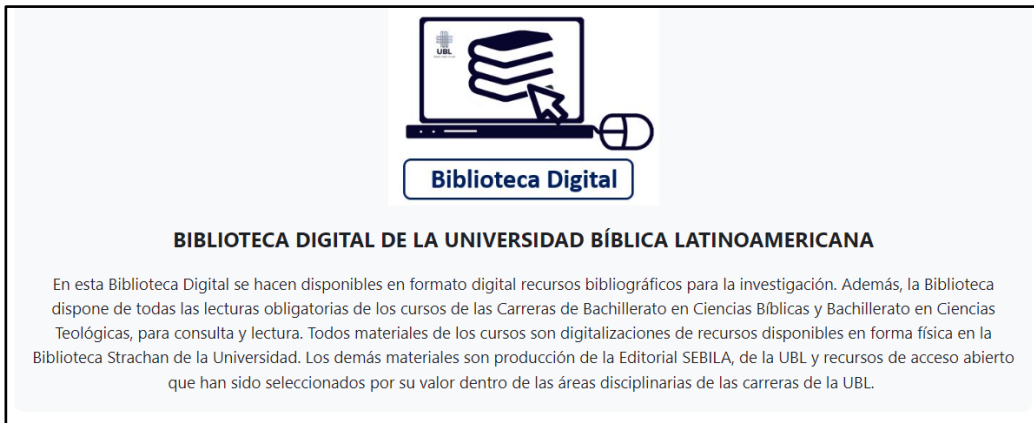 UBL
Biblioteca Digital
BIBLIOTECA DIGITAL DE LA UNIVERSIDAD BÍBLICA LATINOAMERICANA
En esta Biblioteca Digital se hacen disponibles en formato digital recursos bibliográficos para la investigación. Además, la Biblioteca
dispone de todas las lecturas obligatorias de los cursos de las Carreras de Bachillerato en Ciencias Bíblicas y Bachillerato en Ciencias
Teológicas, para consulta y lectura. Todos materiales de los cursos son digitalizaciones de recursos disponibles en forma física en la
Biblioteca Strachan de la Universidad. Los demás materiales son producción de la Editorial SEBILA, de la UBL y recursos de acceso abierto
que han sido seleccionados por su valor dentro de las áreas disciplinarias de las carreras de la UBL.